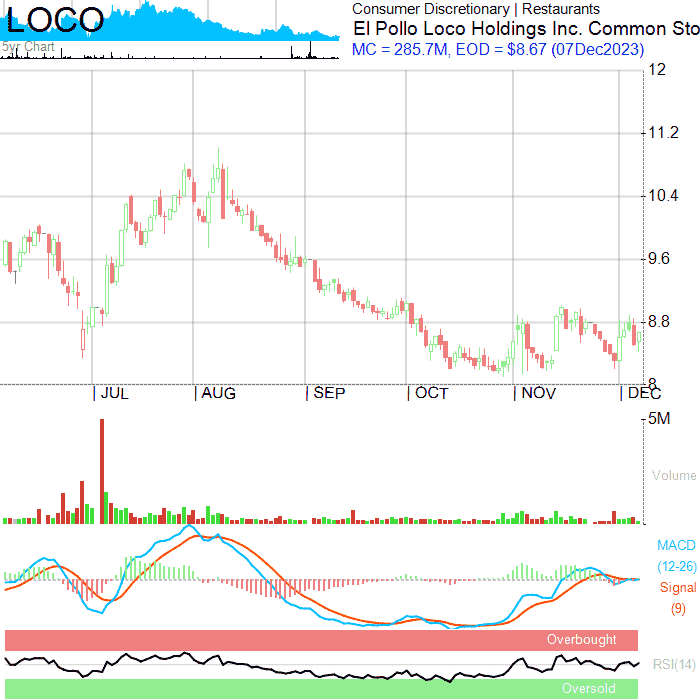 LOCO
5yr Chart
Consumer Discretionary | Restaurants
El Pollo Loco Holdings Inc. Common Sto
MC = 285.7M, EOD = $8.67 (07Dec2023)
12
11.2
10.4
9.6
8.8
8
JUL AUG SEP OCT NOV DEC
5M
Volume
MACD
(12-26)
Signal
(9)
Overbought
RSI(14)
Oversold